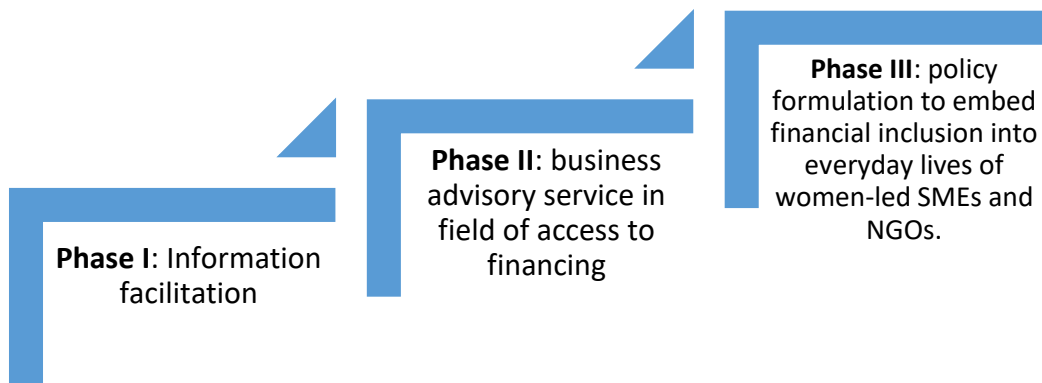 Phase I: Information
facilitation
Phase II: business
advisory service in
field of access to
financing
Phase III: policy
formulation to embed
financial inclusion into
everyday lives of
women-led SMEs and
NGOs.